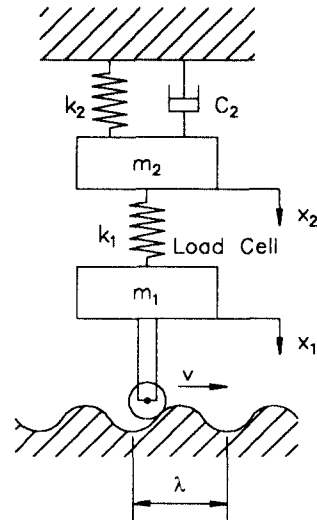 k₂
C₂
m₂
x₂
k₁
Load Cell
m₁
x₁
v
λ